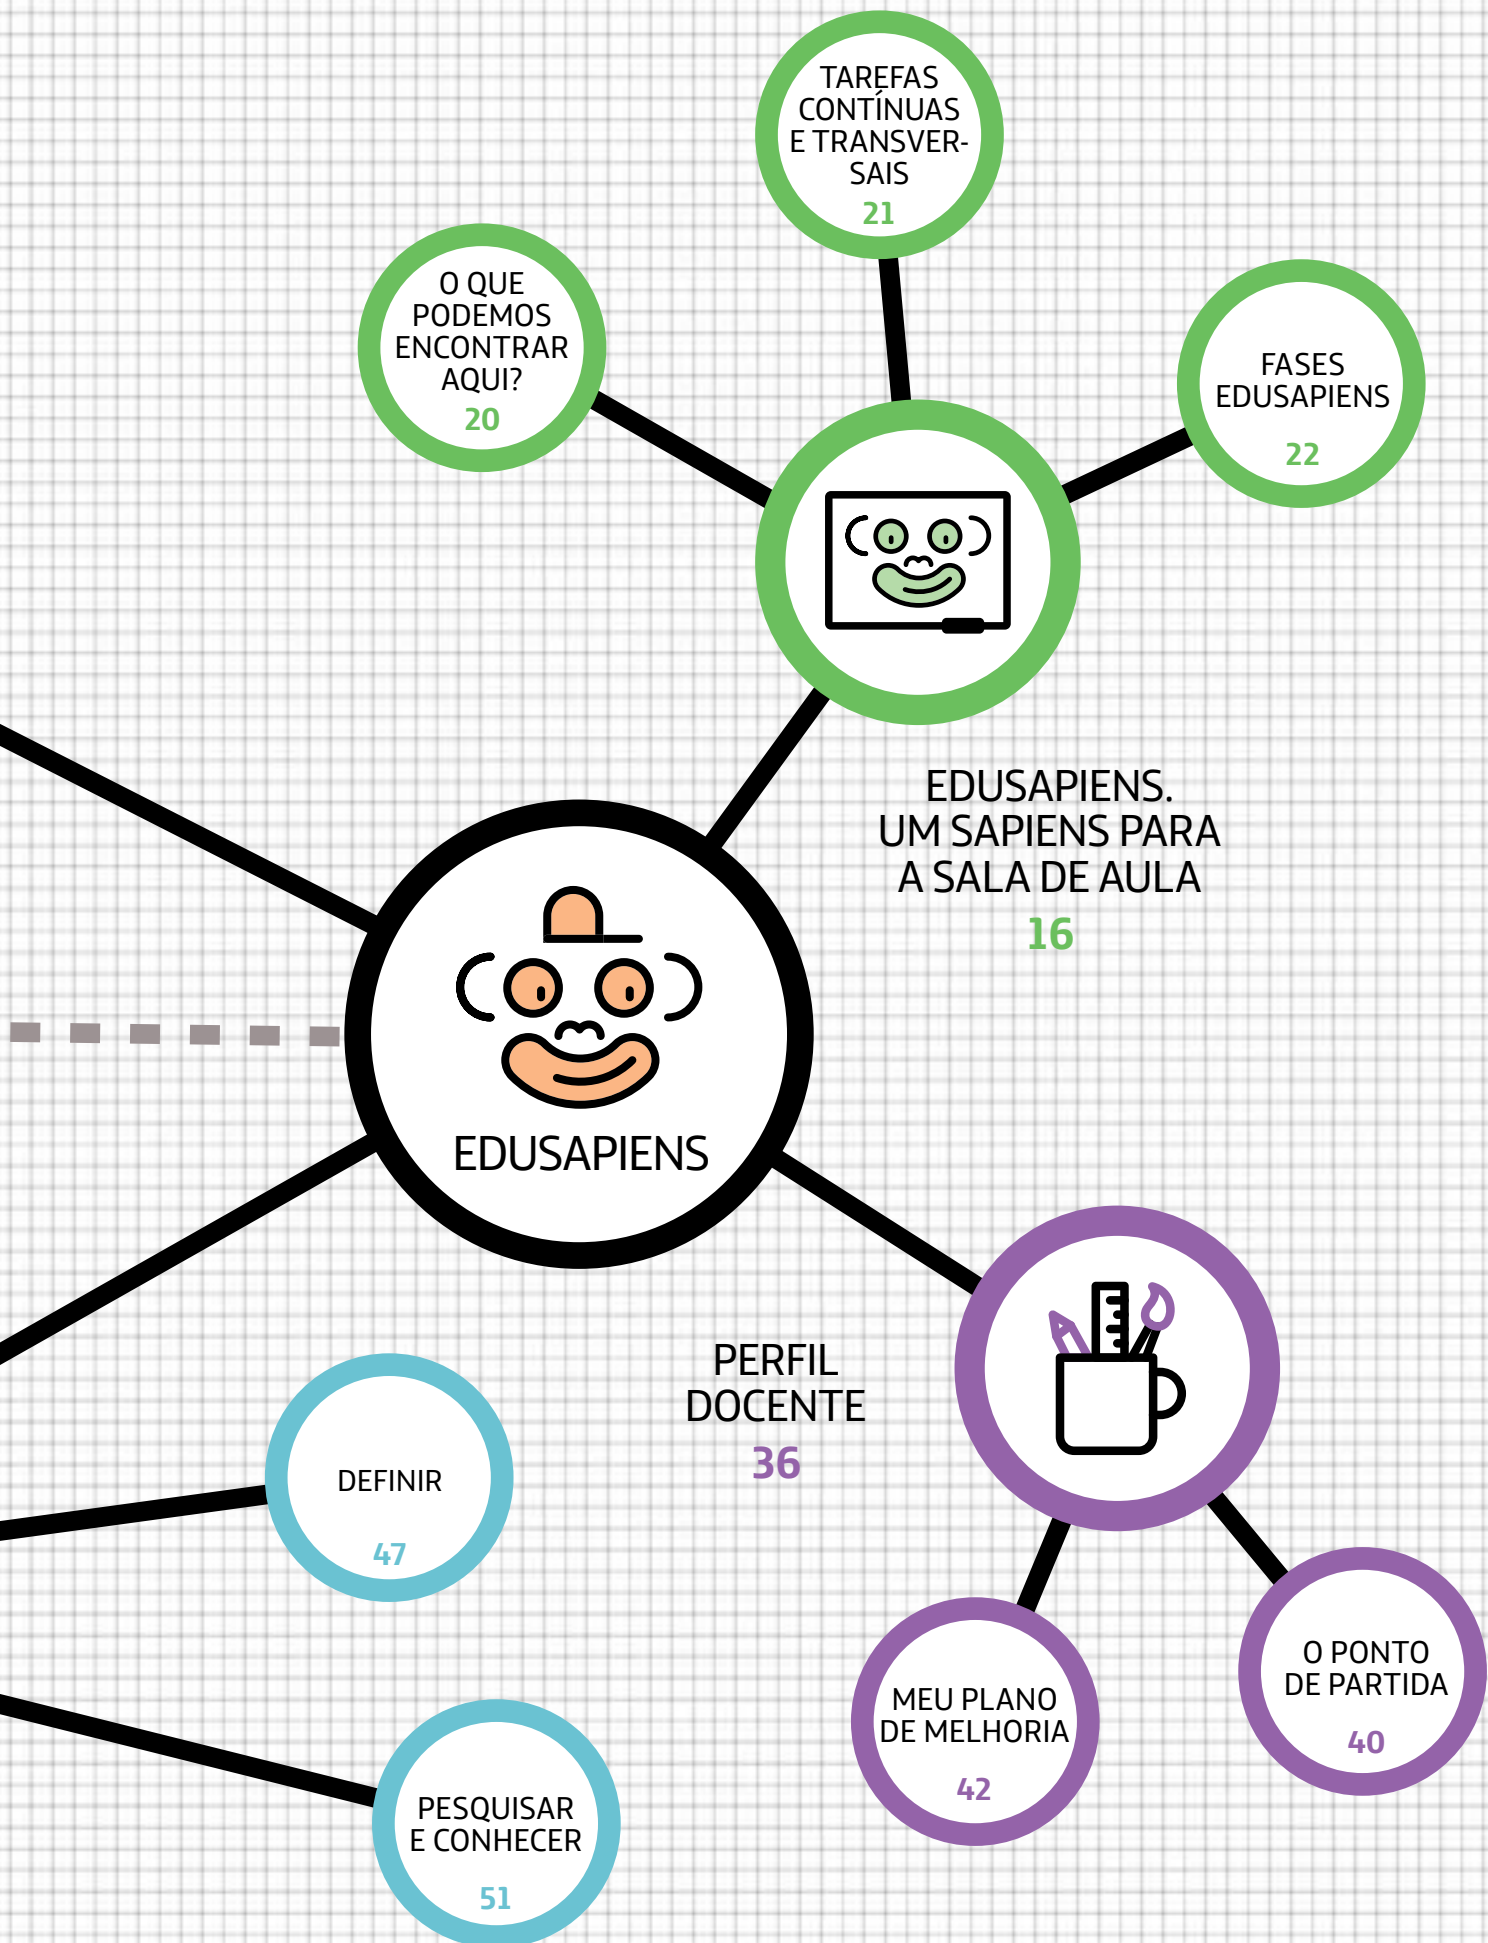 TAREFAS
CONTÍNUAS
E TRANSVER-
SAIS
21
O QUE
PODEMOS
ENCONTRAR
AQUI?
20
FASES
EDUSAPIENS
22
EDUSAPIENS.
UM SAPIENS PARA
A SALA DE AULA
16
EDUSAPIENS
PERFIL
DOCENTE
36
DEFINIR
47
O PONTO
DE PARTIDA
40
MEU PLANO
DE MELHORIA
42
PESQUISAR
E CONHECER
51